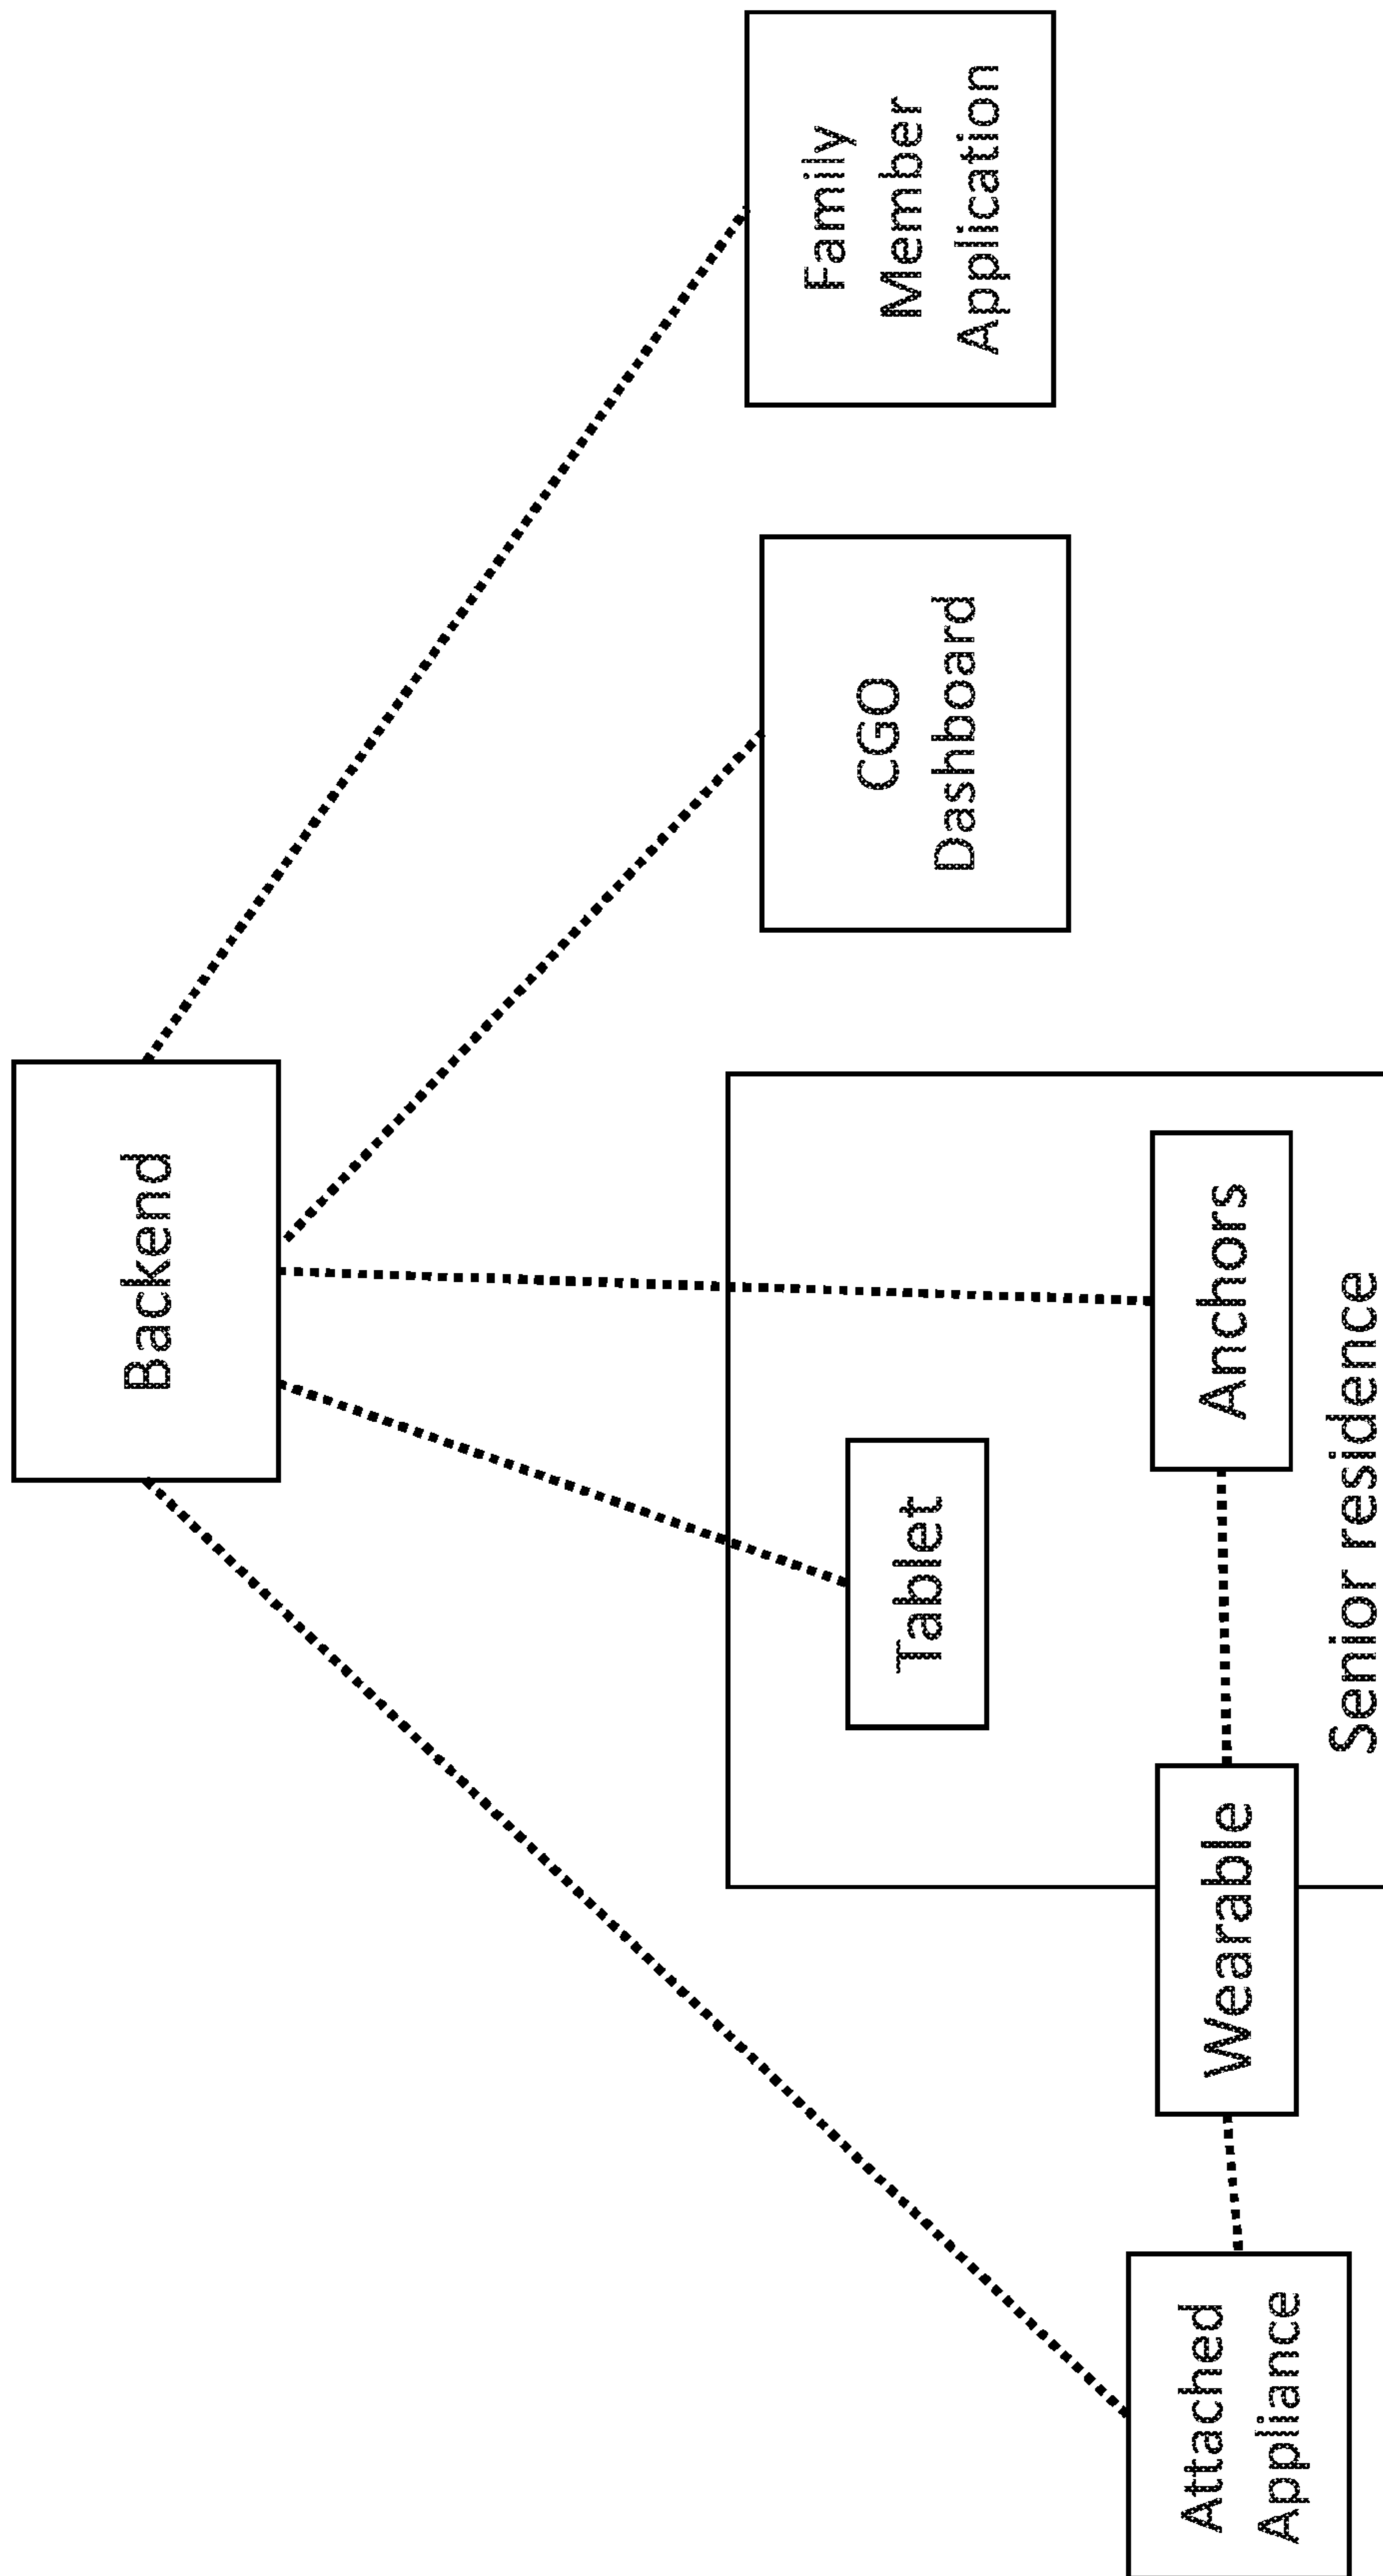 Backend
Tablet
Attached
Appliance
Wearable
Anchors
Senior residence
CGO
Dashboard
Family
Member
Application